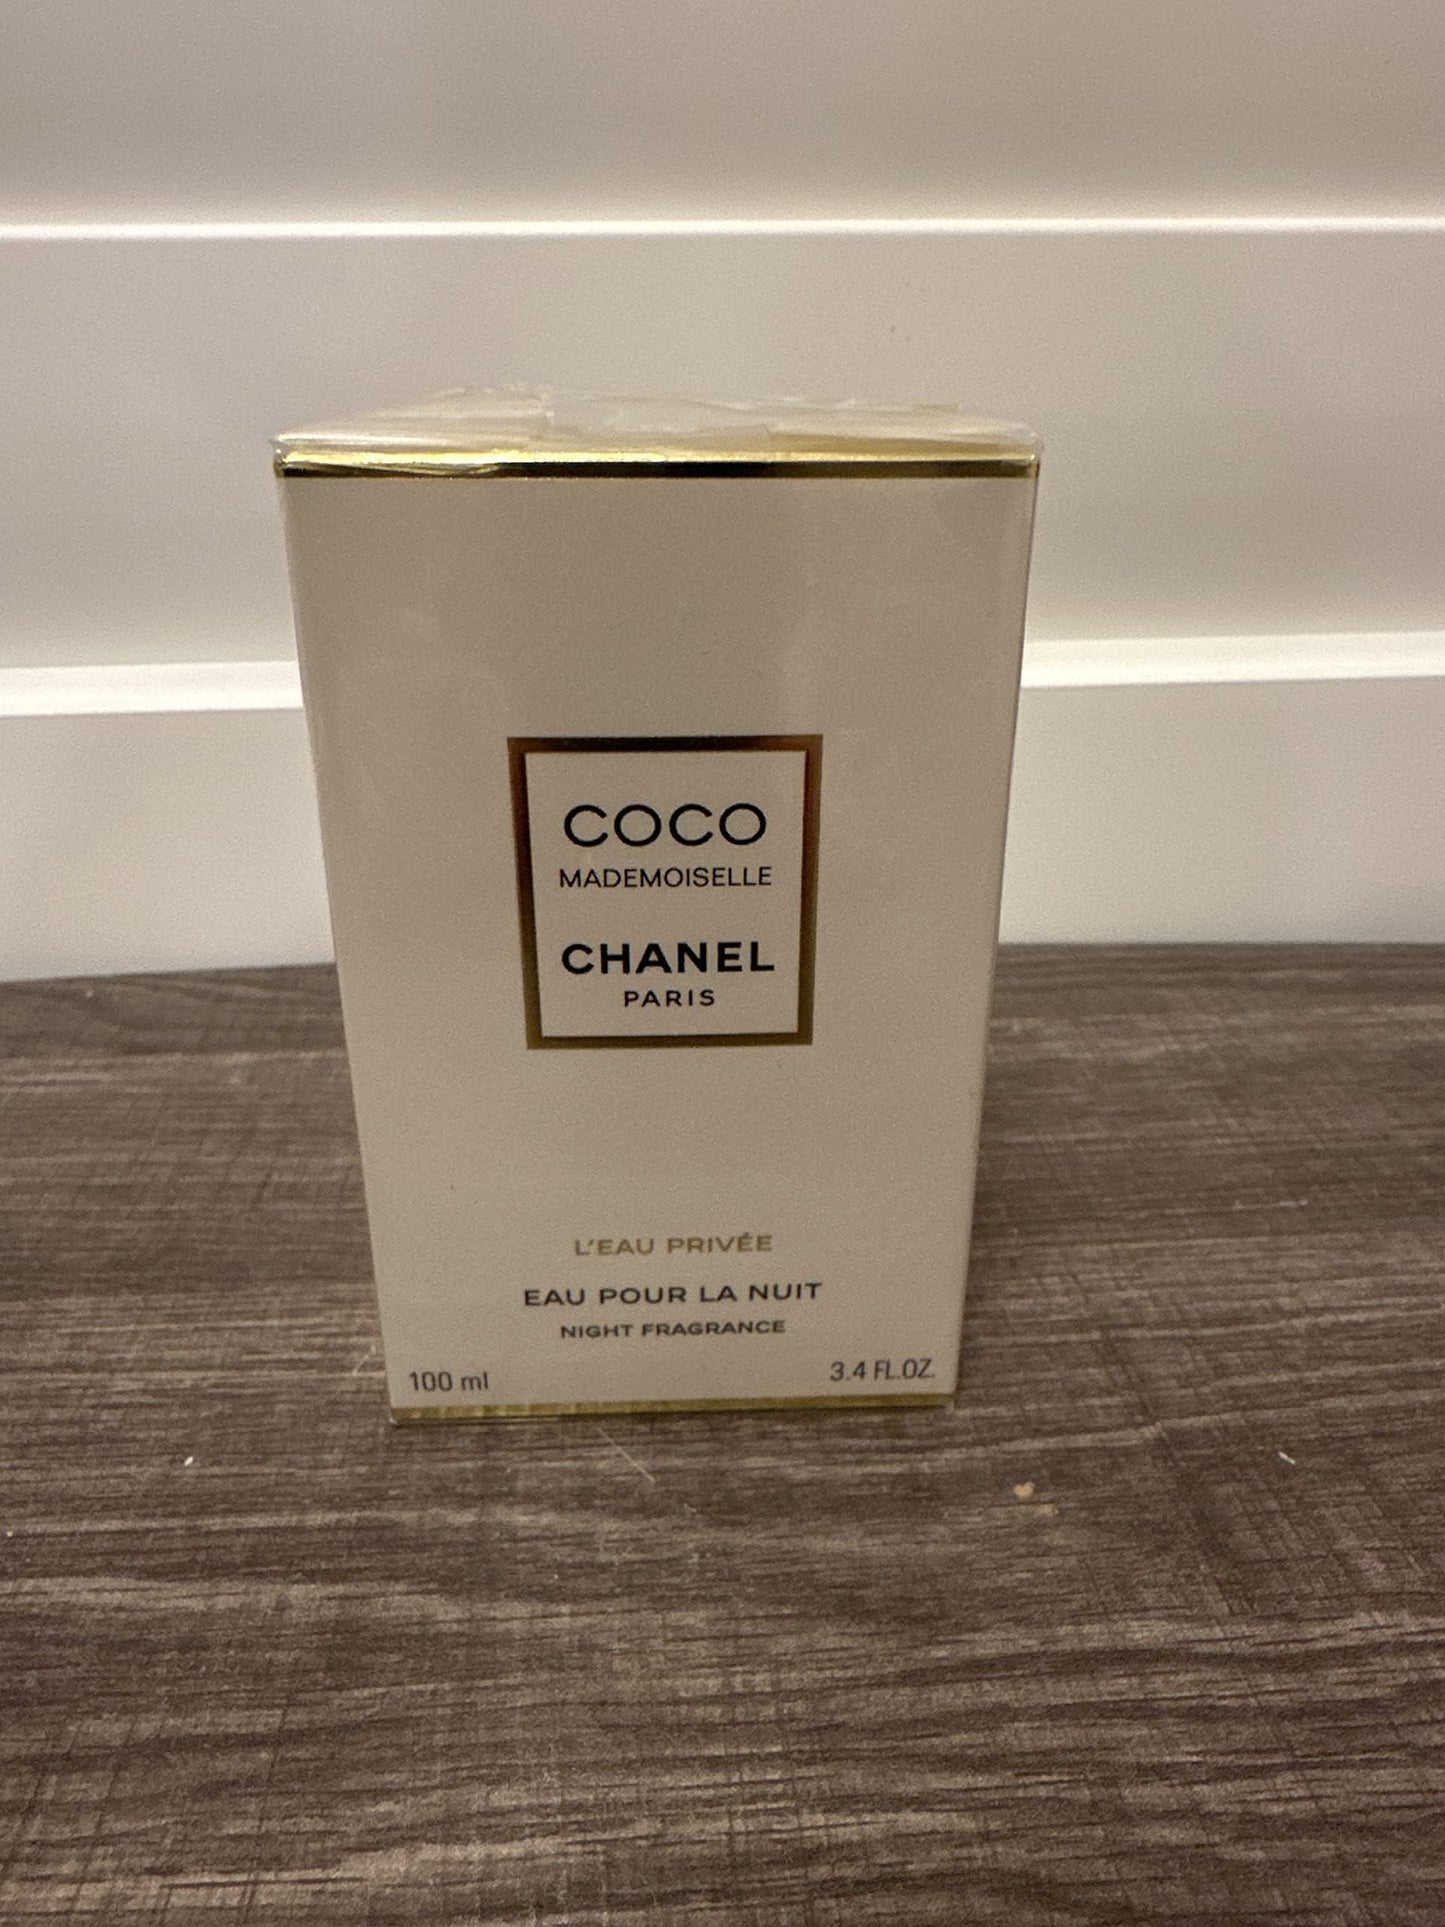 COCO
MADEMOISELLE
CHANEL
PARIS
L'EAU PRIVÉE
EAU POUR LA NUIT
NIGHT FRAGRANCE
100 ml 3.4 FL.OZ.